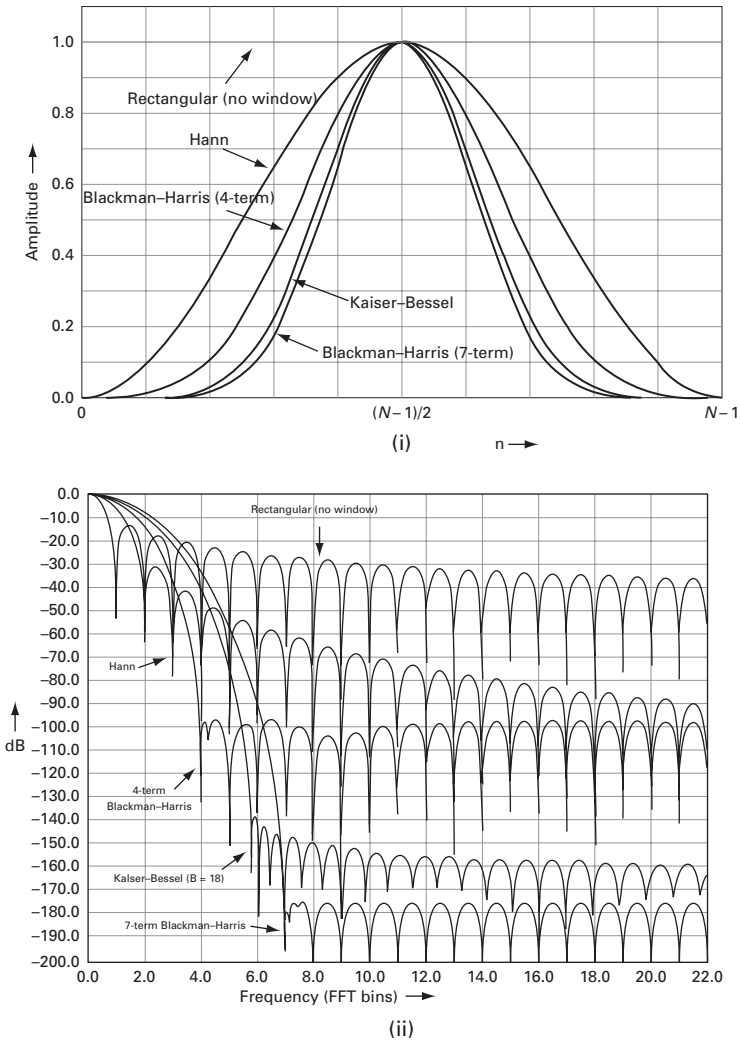 1.0
Rectangular (no window)
0.8
Hann
Amplitude
0.6
Blackman–Harris (4-term)
0.4
Kaiser–Bessel
0.2
Blackman–Harris (7-term)
0.0
0
(N – 1)/2
N – 1
n
(i)
0.0
Rectangular (no window)
–10.0
–20.0
–30.0
–40.0
–50.0
–60.0
–70.0
Hann
–80.0
–90.0
–100.0
dB
–110.0
–120.0
4-term
Blackman–Harris
–130.0
–140.0
–150.0
–160.0
Kalser–Bessel (B = 18)
–170.0
–180.0
7-term Blackman–Harris
–190.0
–200.0
0.0 2.0 4.0 6.0 8.0 10.0 12.0 14.0 16.0 18.0 20.0 22.0
Frequency (FFT bins)
(ii)